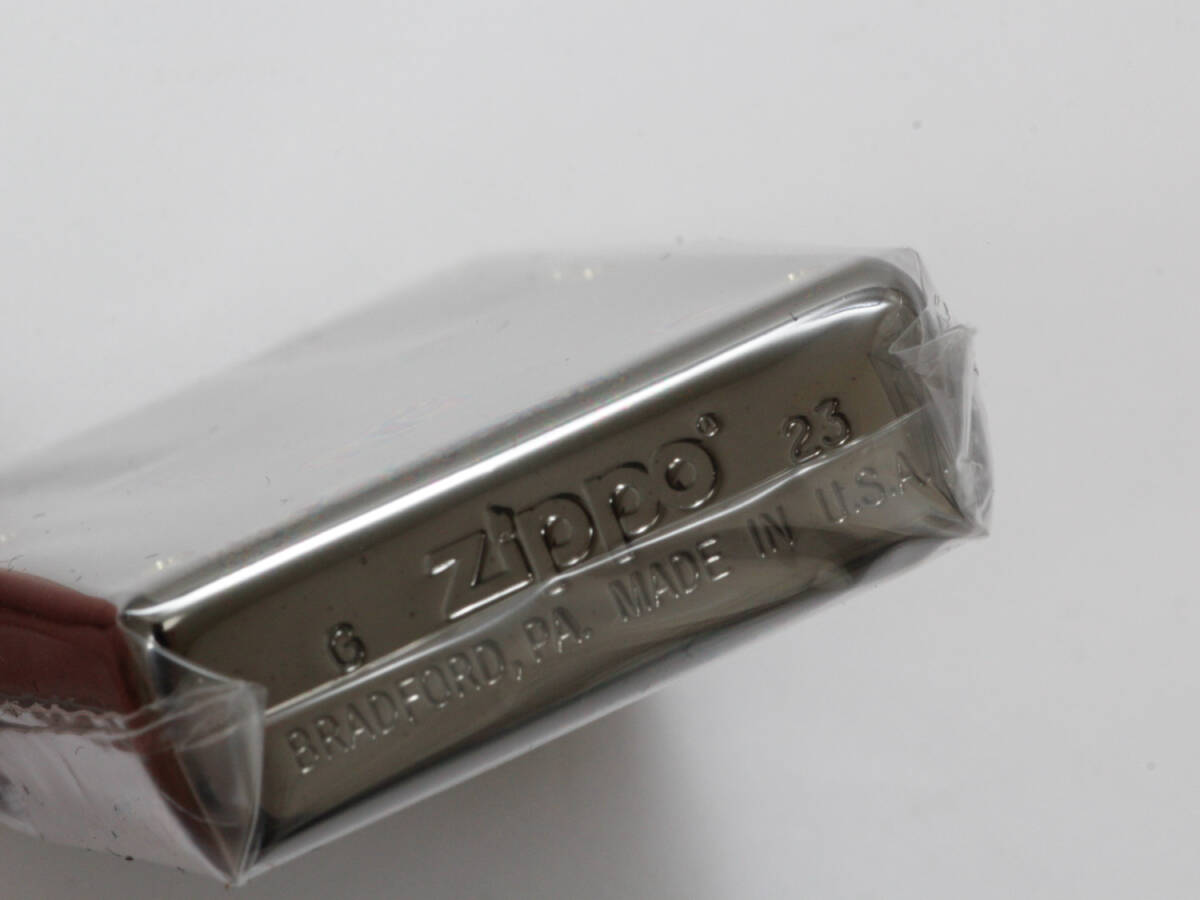 G zippo® 23
BRADFORD, PA. MADE IN U.S.A.